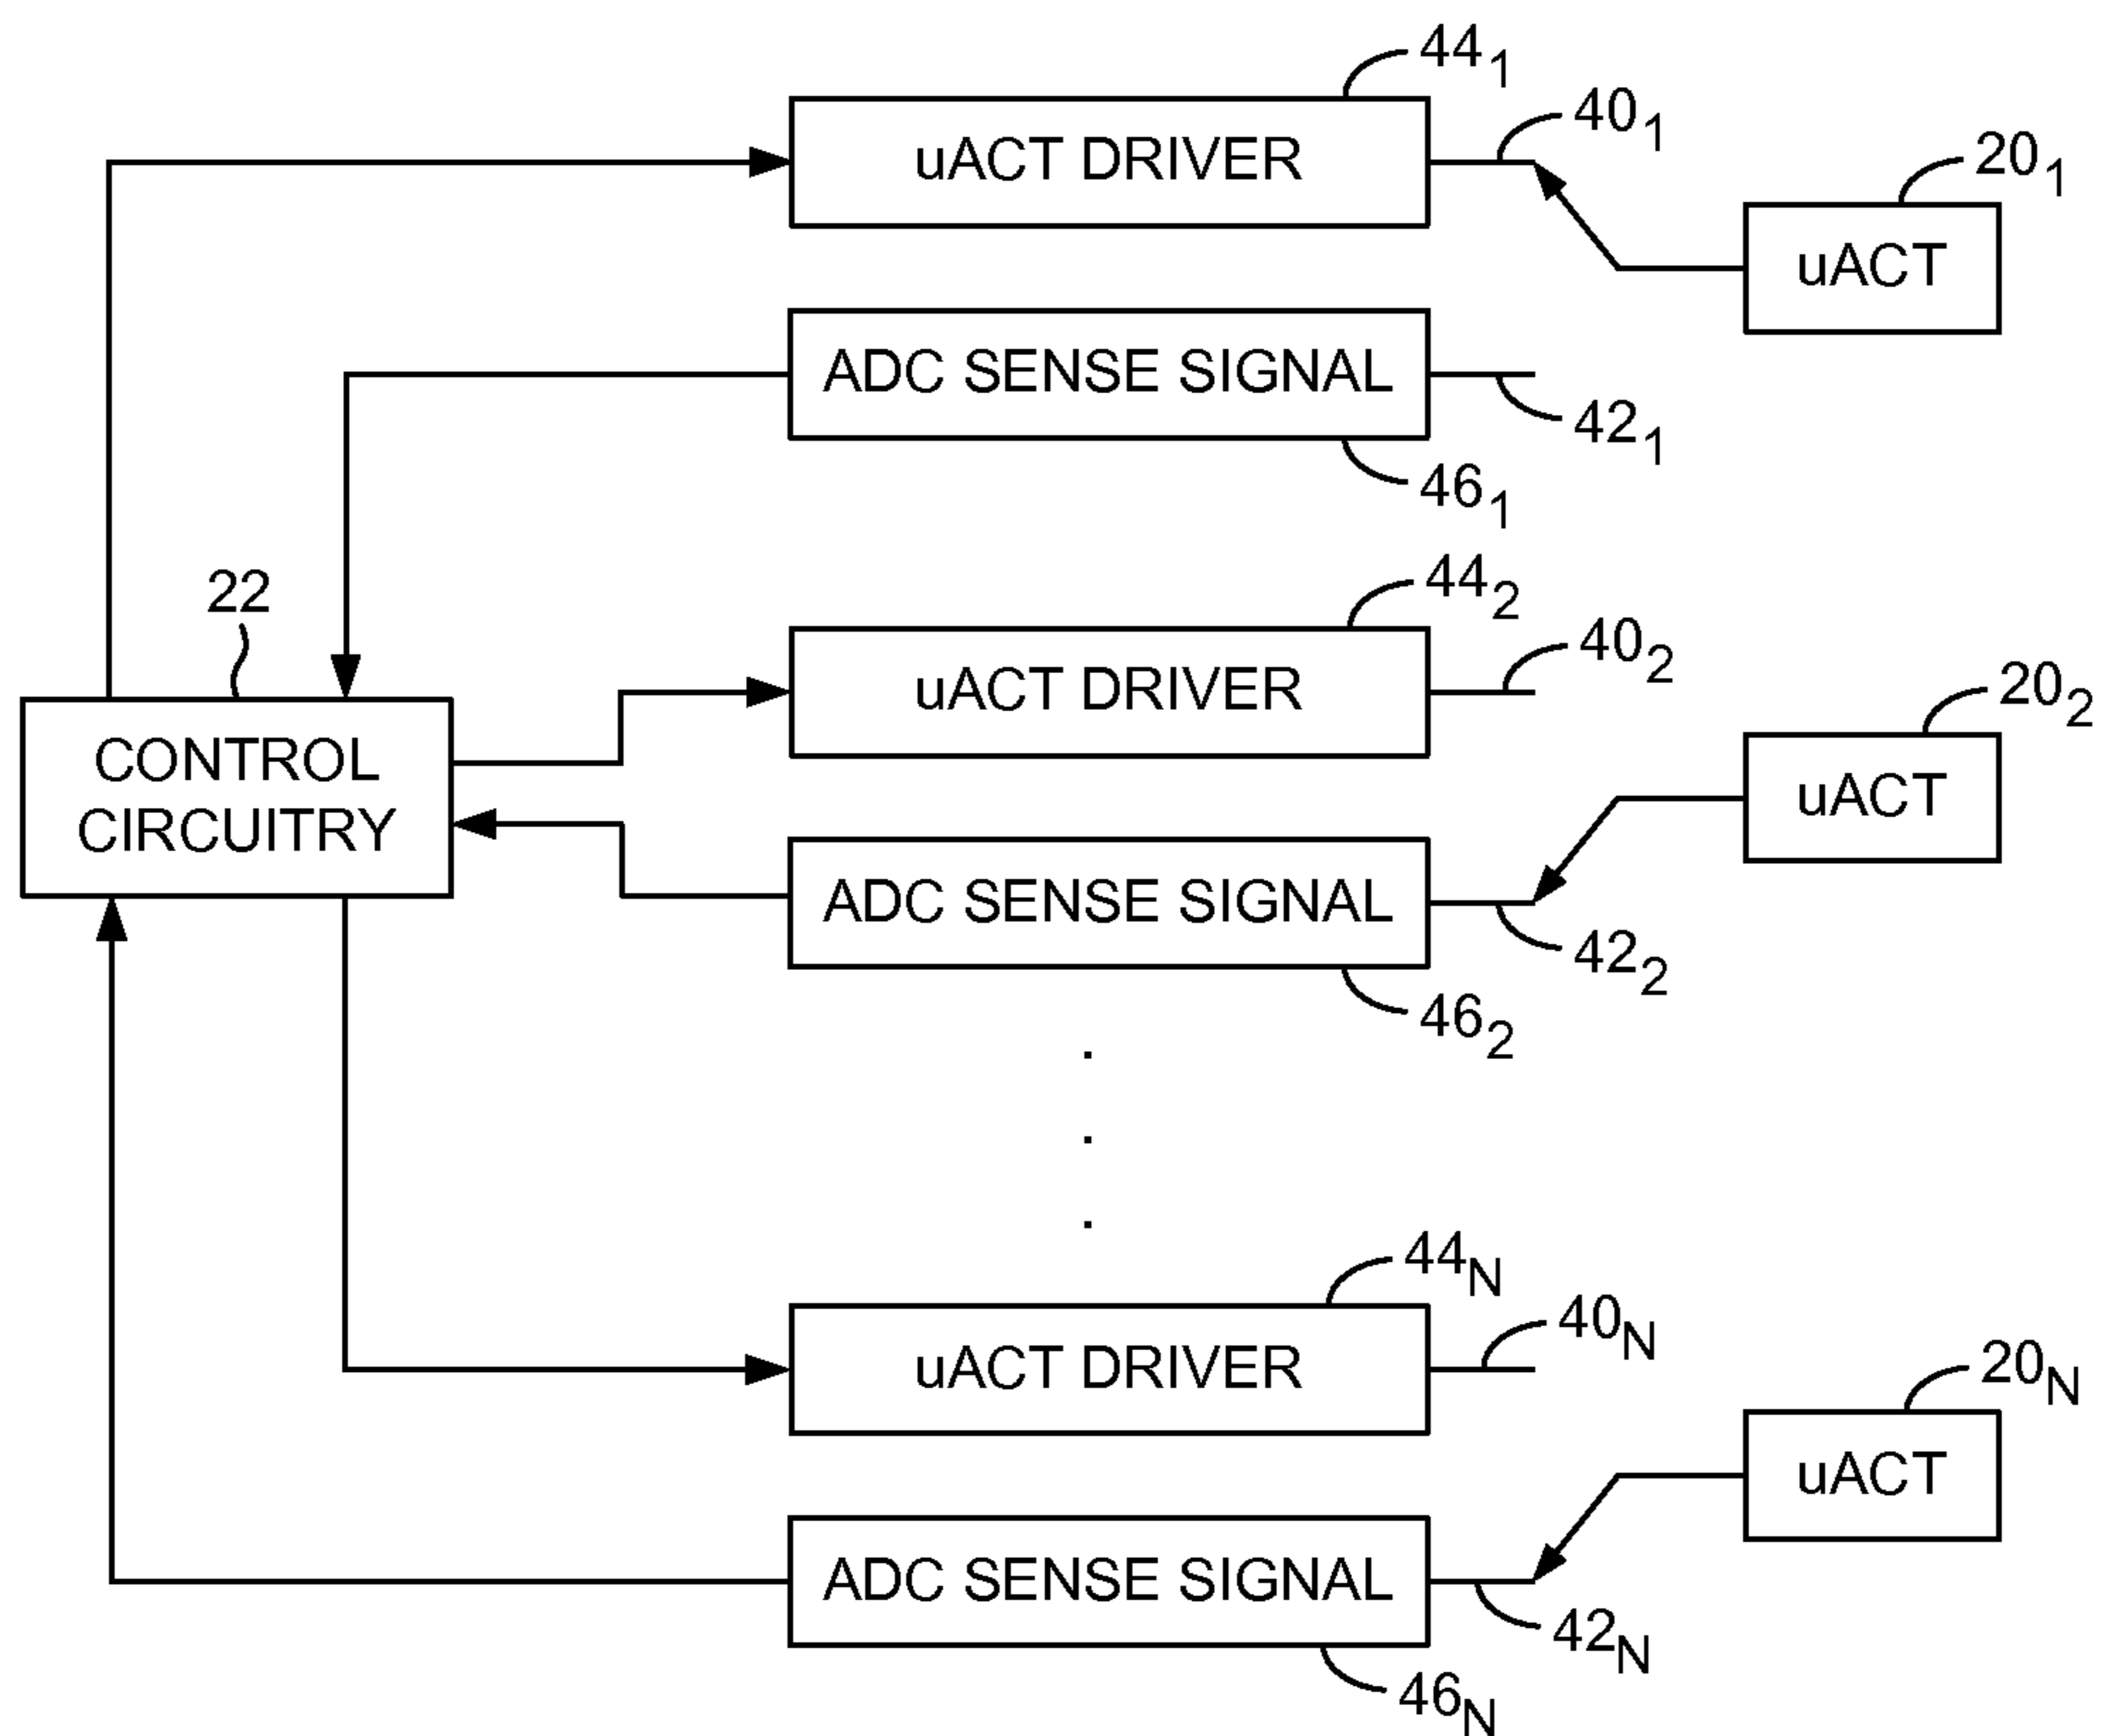 44₁
uACT DRIVER
40₁
20₁
uACT
ADC SENSE SIGNAL
42₁
46₁
22
CONTROL
CIRCUITRY
44₂
uACT DRIVER
40₂
20₂
uACT
ADC SENSE SIGNAL
42₂
46₂
.
.
.
44N
uACT DRIVER
40N
20N
uACT
ADC SENSE SIGNAL
42N
46N